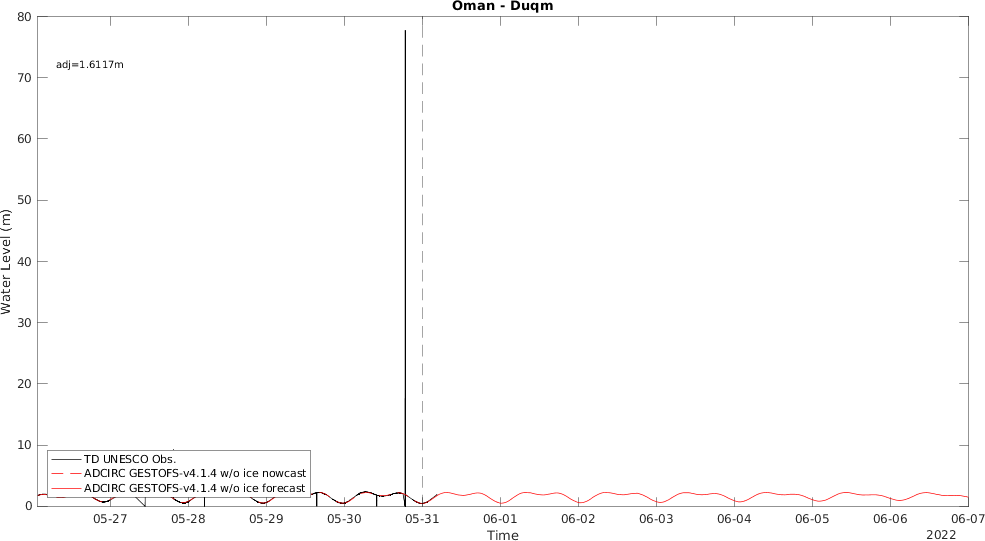 Oman - Duqm
80
70
60
50
40
30
20
10
0
Water Level (m)
adj=1.6117m
TD UNESCO Obs.
ADCIRC GESTOFS-v4.1.4 w/o ice nowcast
ADCIRC GESTOFS-v4.1.4 w/o ice forecast
05-27 05-28 05-29 05-30 05-31 06-01 06-02 06-03 06-04 06-05 06-06 06-07
Time
2022